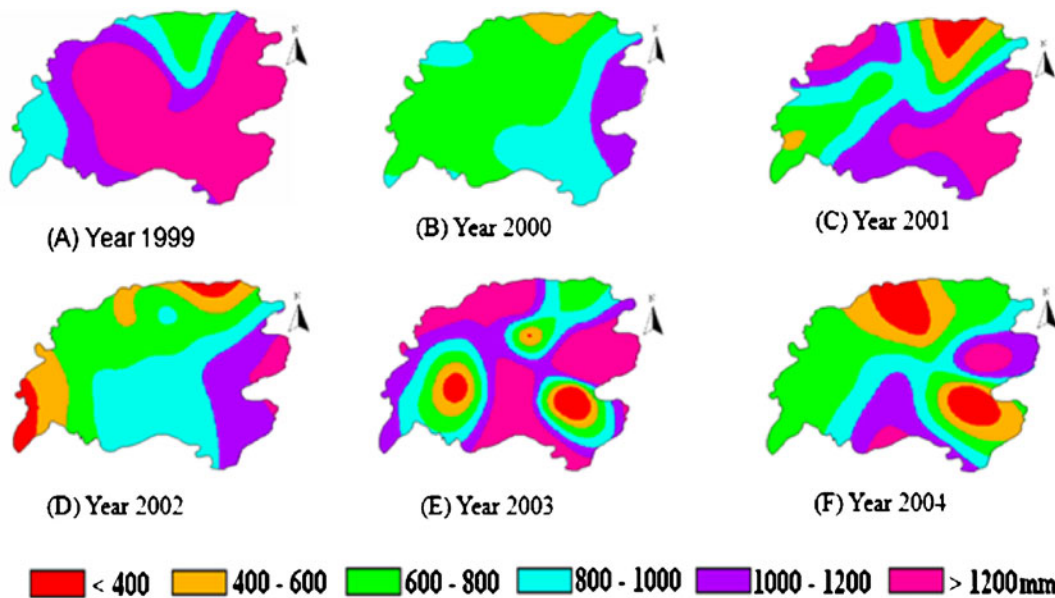 (A) Year 1999
(B) Year 2000
(C) Year 2001
(D) Year 2002
(E) Year 2003
(F) Year 2004
< 400 400 - 600 600 - 800 800 - 1000 1000 - 1200 > 1200mm